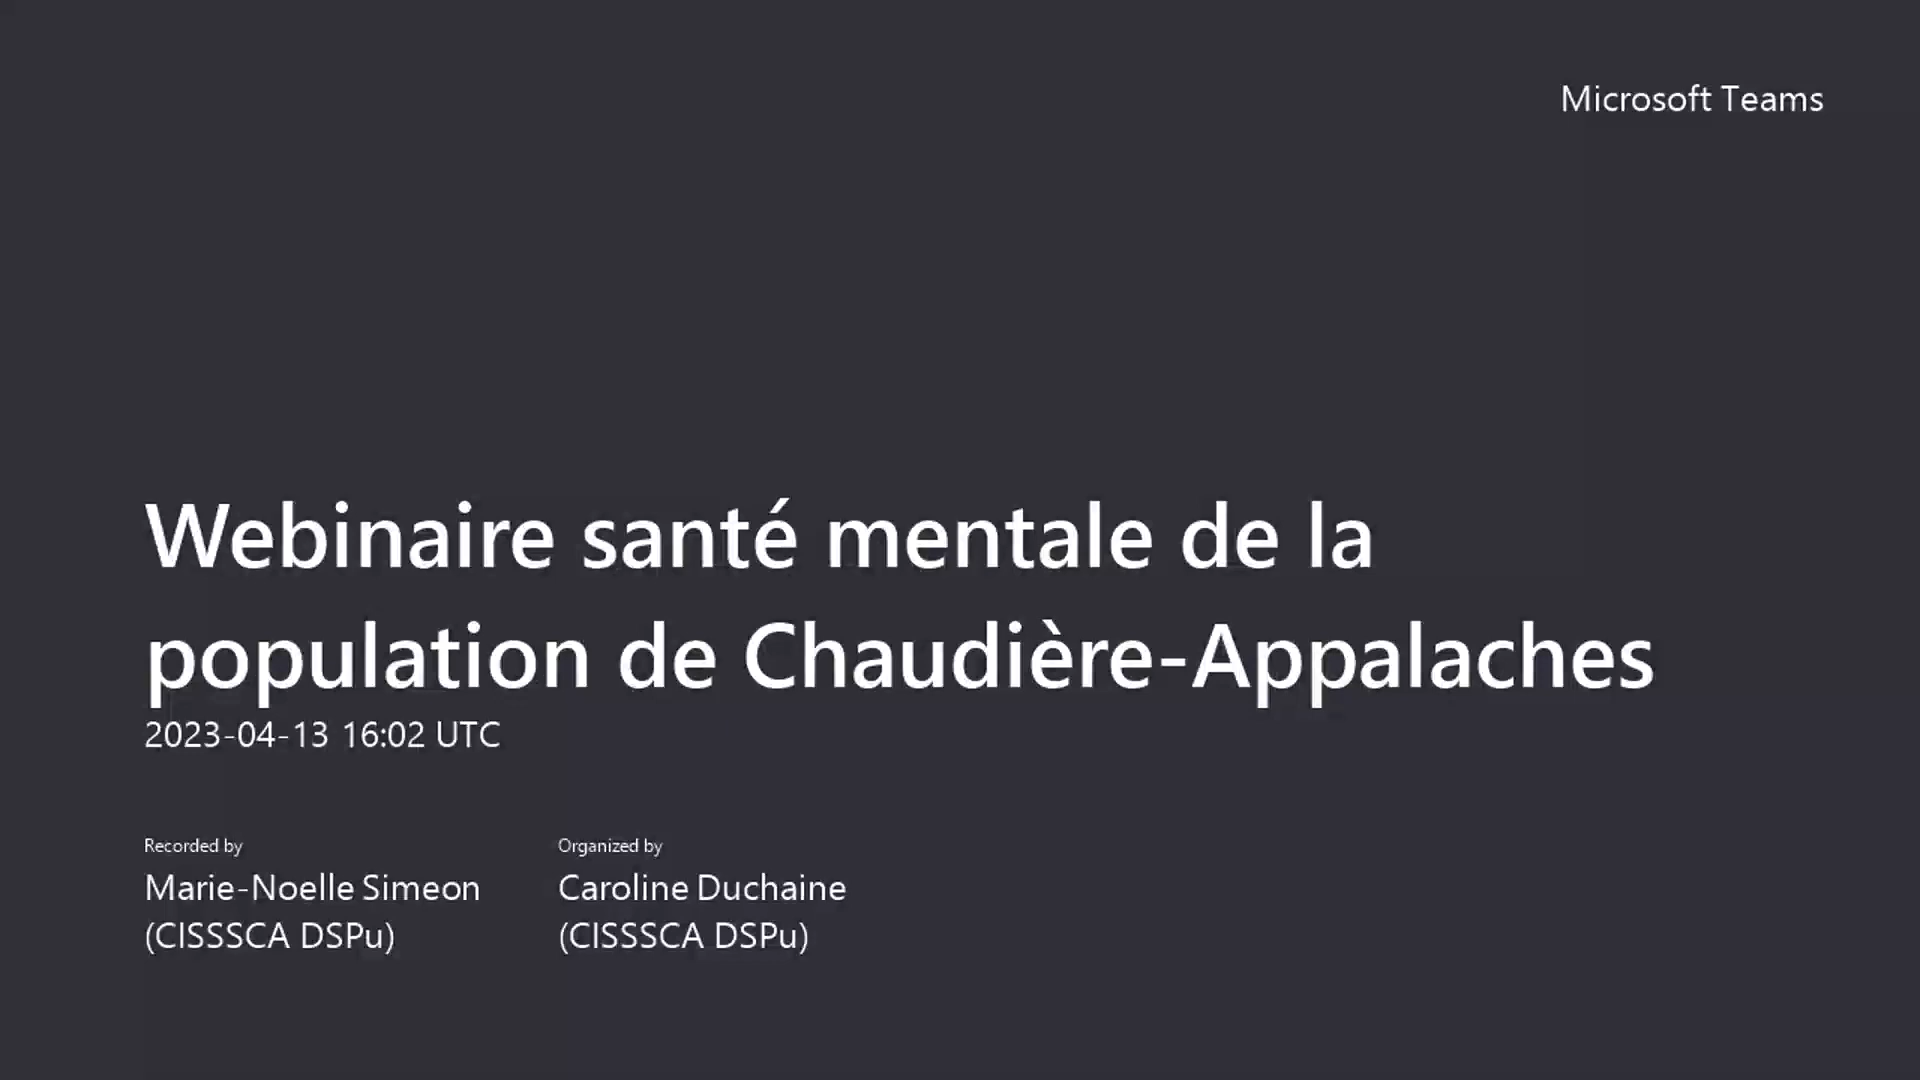 Microsoft Teams
Webinaire santé mentale de la
population de Chaudière-Appalaches
2023-04-13 16:02 UTC
Recorded by
Marie-Noelle Simeon
(CISSSCA DSPu)
Organized by
Caroline Duchaine
(CISSSCA DSPu)